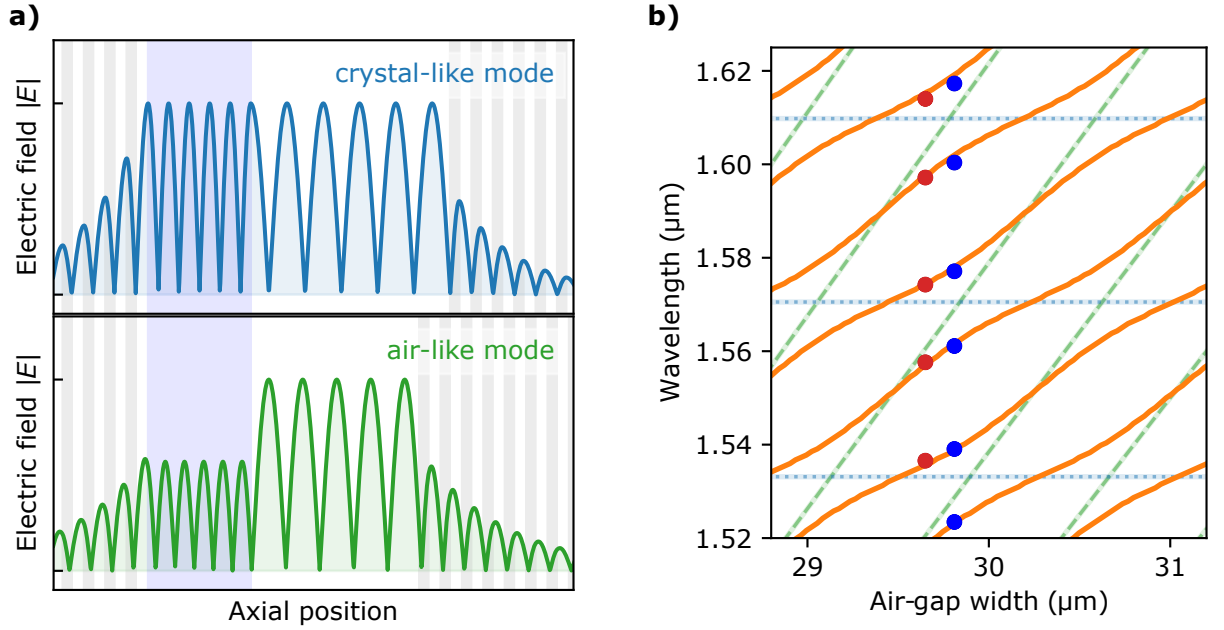 a)
Electric field |E|
crystal-like mode
Electric field |E|
air-like mode
Axial position
b)
Wavelength (µm)
1.62
1.60
1.58
1.56
1.54
1.52
29
30
31
Air-gap width (µm)